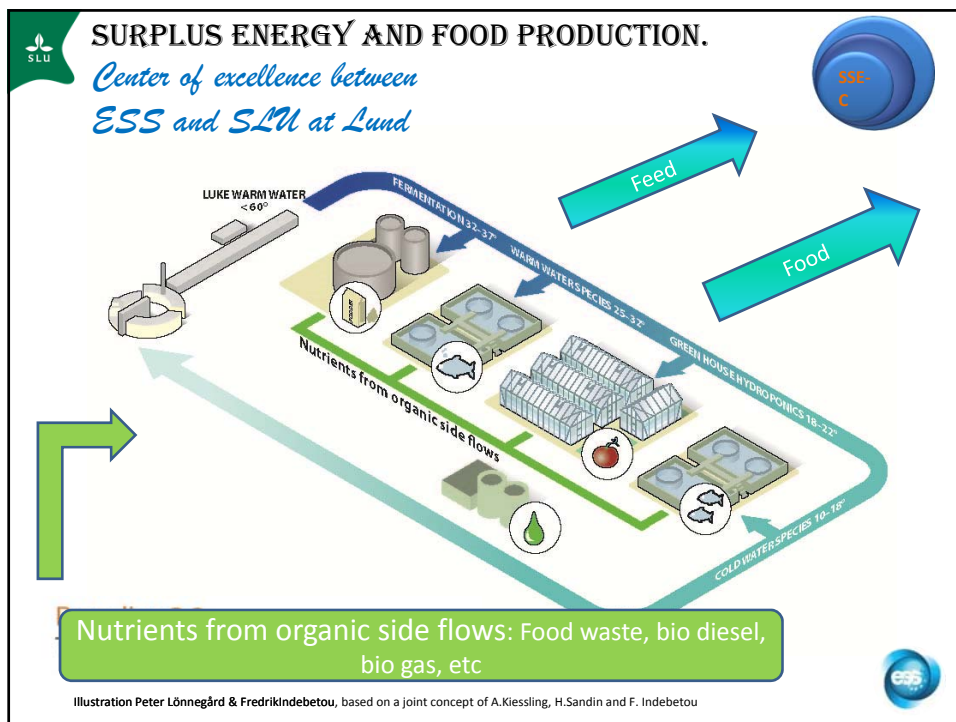 SLU
SURPLUS ENERGY AND FOOD PRODUCTION.
Center of excellence between
ESS and SLU at Lund
SSE-
C
Feed
Food
LUKE WARM WATER
<60°
FERMENTATION 32-37°
WARM WATER SPECIES 25-32°
GREEN HOUSE HYDROPONICS 18-22°
COLD WATER SPECIES 10-18°
FODER
Nutrients from organic side flows
Nutrients from organic side flows: Food waste, bio diesel,
bio gas, etc
Illustration Peter Lönnegård & FredrikIndebetou, based on a joint concept of A.Kiessling, H.Sandin and F. Indebetou
ess